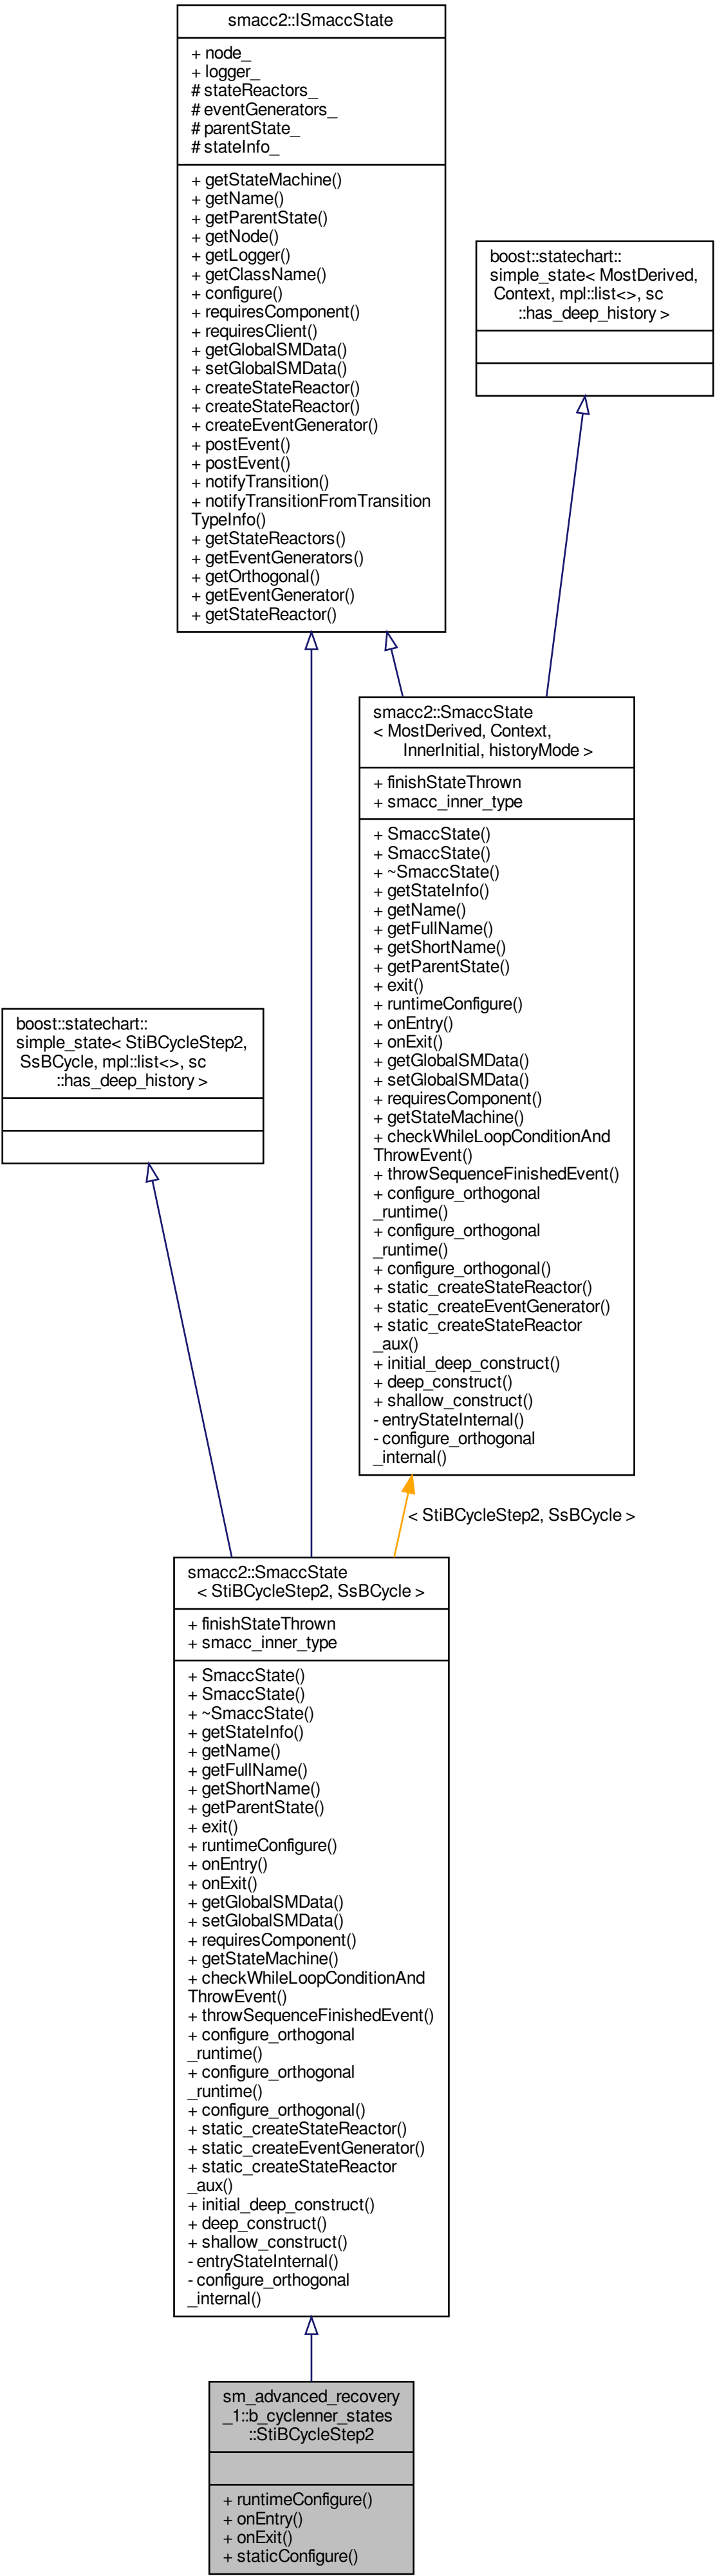 smacc2::ISmaccState
+ node_
+ logger_
# stateReactors_
# eventGenerators_
# parentState_
# stateInfo_
+ getStateMachine()
+ getName()
+ getParentState()
+ getNode()
+ getLogger()
+ getClassName()
+ configure()
+ requiresComponent()
+ requiresClient()
+ getGlobalSMData()
+ setGlobalSMData()
+ createStateReactor()
+ createStateReactor()
+ createEventGenerator()
+ postEvent()
+ postEvent()
+ notifyTransition()
+ notifyTransitionFromTransition
TypeInfo()
+ getStateReactors()
+ getEventGenerators()
+ getOrthogonal()
+ getEventGenerator()
+ getStateReactor()
boost::statechart::
simple_state< MostDerived,
Context, mpl::list<>, sc
::has_deep_history >
smacc2::SmaccState
< MostDerived, Context,
InnerInitial, historyMode >
+ finishStateThrown
+ smacc_inner_type
+ SmaccState()
+ SmaccState()
+ ~SmaccState()
+ getStateInfo()
+ getName()
+ getFullName()
+ getShortName()
+ getParentState()
+ exit()
+ runtimeConfigure()
+ onEntry()
+ onExit()
+ getGlobalSMData()
+ setGlobalSMData()
+ requiresComponent()
+ getStateMachine()
+ checkWhileLoopConditionAnd
ThrowEvent()
+ throwSequenceFinishedEvent()
+ configure_orthogonal
_runtime()
+ configure_orthogonal
_runtime()
+ configure_orthogonal()
+ static_createStateReactor()
+ static_createEventGenerator()
+ static_createStateReactor
_aux()
+ initial_deep_construct()
+ deep_construct()
+ shallow_construct()
- entryStateInternal()
- configure_orthogonal
_internal()
boost::statechart::
simple_state< StiBCycleStep2,
SsBCycle, mpl::list<>, sc
::has_deep_history >
< StiBCycleStep2, SsBCycle >
smacc2::SmaccState
< StiBCycleStep2, SsBCycle >
+ finishStateThrown
+ smacc_inner_type
+ SmaccState()
+ SmaccState()
+ ~SmaccState()
+ getStateInfo()
+ getName()
+ getFullName()
+ getShortName()
+ getParentState()
+ exit()
+ runtimeConfigure()
+ onEntry()
+ onExit()
+ getGlobalSMData()
+ setGlobalSMData()
+ requiresComponent()
+ getStateMachine()
+ checkWhileLoopConditionAnd
ThrowEvent()
+ throwSequenceFinishedEvent()
+ configure_orthogonal
_runtime()
+ configure_orthogonal
_runtime()
+ configure_orthogonal()
+ static_createStateReactor()
+ static_createEventGenerator()
+ static_createStateReactor
_aux()
+ initial_deep_construct()
+ deep_construct()
+ shallow_construct()
- entryStateInternal()
- configure_orthogonal
_internal()
sm_advanced_recovery
_1::b_cyclenner_states
::StiBCycleStep2
+ runtimeConfigure()
+ onEntry()
+ onExit()
+ staticConfigure()